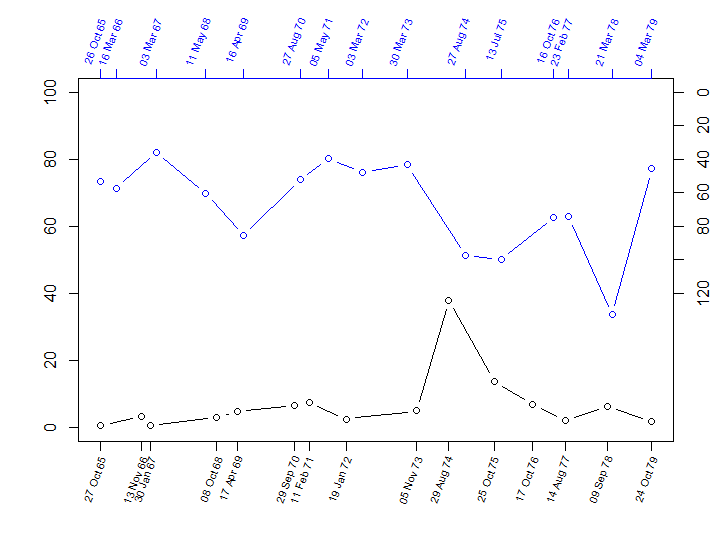 26 Oct 65
16 Mar 66
03 Mar 67
11 May 68
16 Apr 69
27 Aug 70
05 May 71
03 Mar 72
30 Mar 73
27 Aug 74
13 Jul 75
16 Oct 76
23 Feb 77
21 Mar 78
04 Mar 79
100
80
60
40
20
0
0
20
40
60
80
120
27 Oct 65
13 Nov 66
30 Jan 67
08 Oct 68
17 Apr 69
29 Sep 70
11 Feb 71
19 Jan 72
05 Nov 73
29 Aug 74
25 Oct 75
17 Oct 76
14 Aug 77
09 Sep 78
24 Oct 79